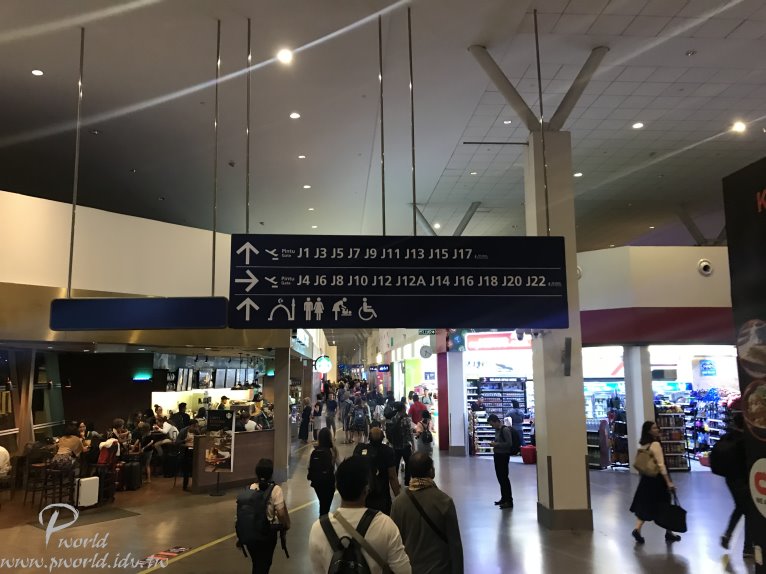 Pintu
Gate J1 J3 J5 J7 J9 J11 J13 J15 J17
Pintu
Gate J4 J6 J8 J10 J12 J12A J14 J16 J18 J20 J22
K
Pworld
www.pworld.idv.tw